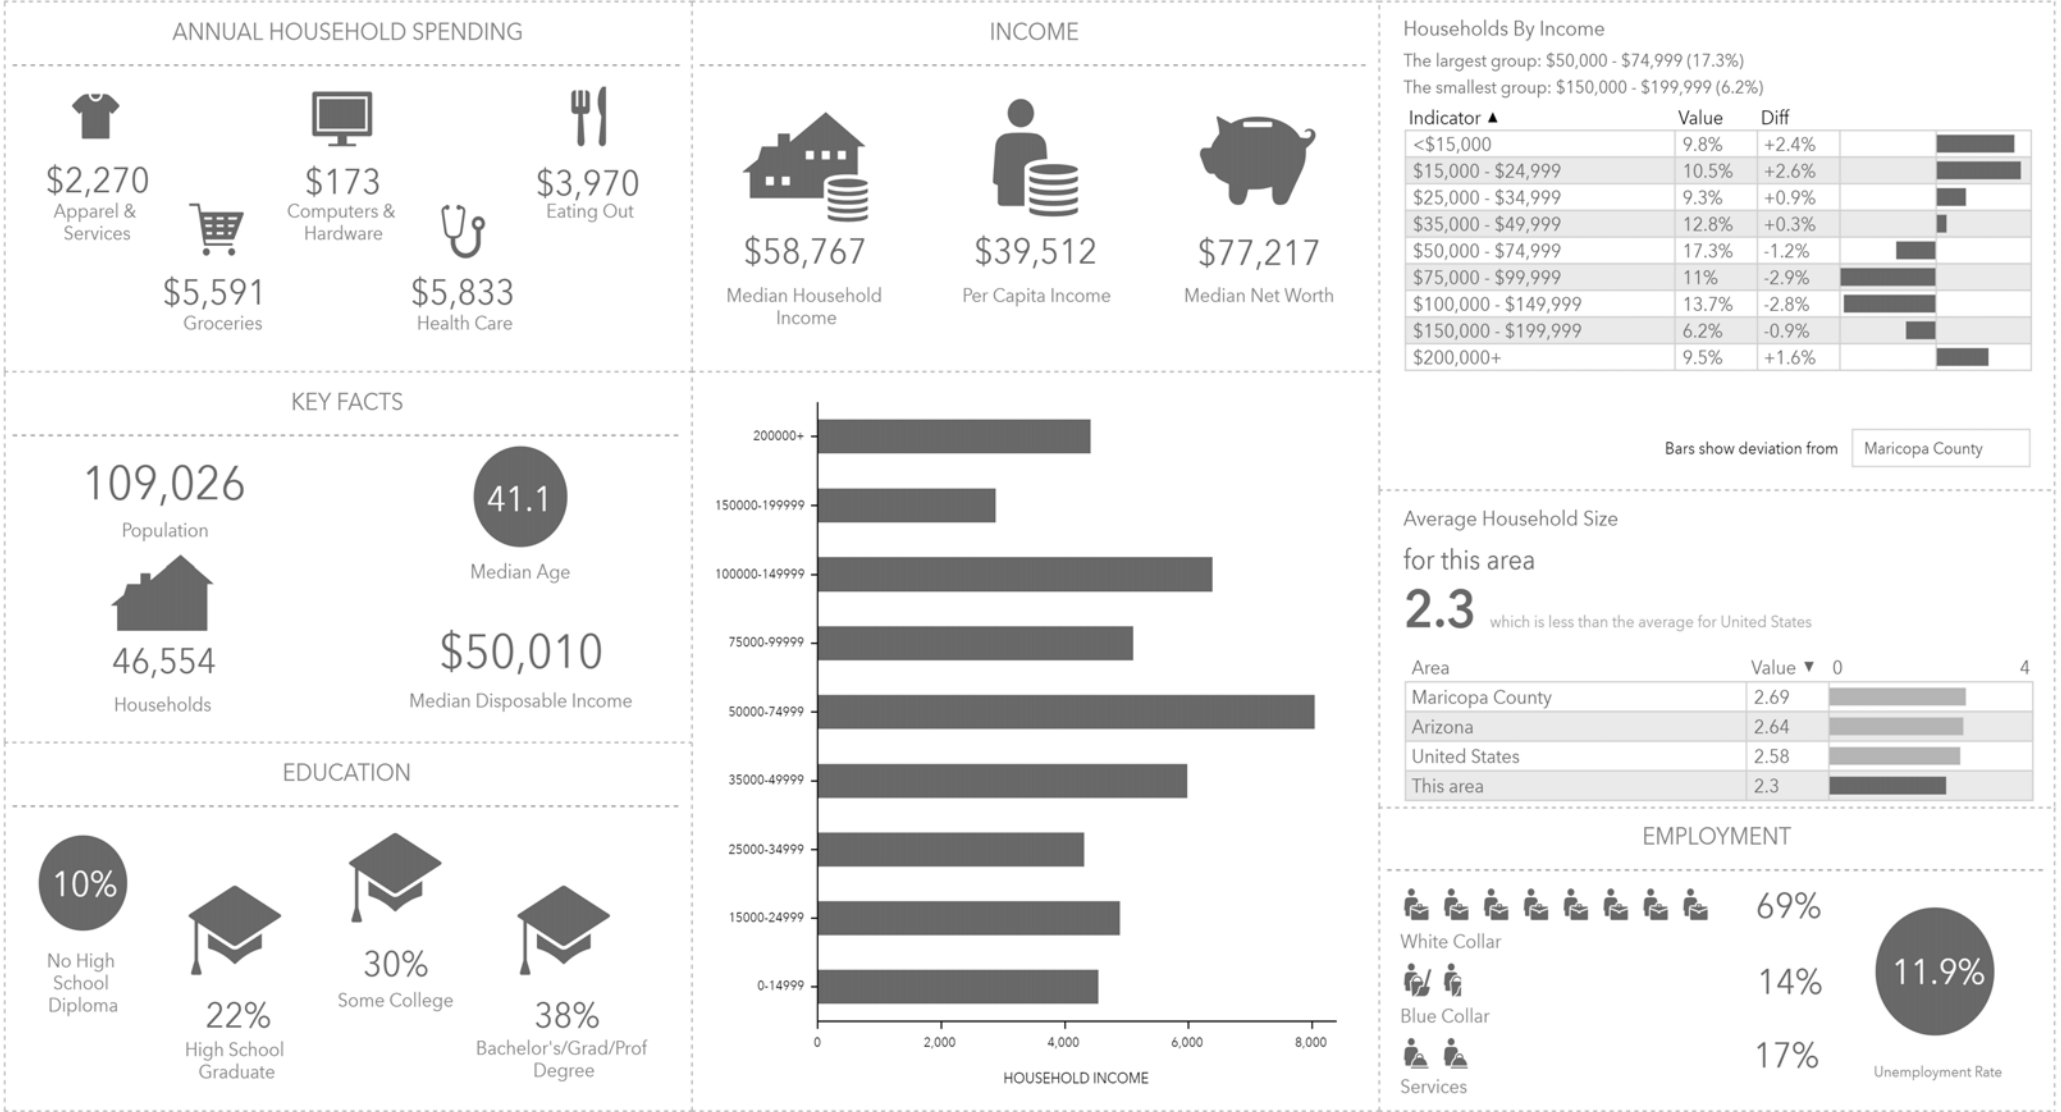 ANNUAL HOUSEHOLD SPENDING
$2,270
Apparel &
Services
$173
Computers &
Hardware
$3,970
Eating Out
$5,591
Groceries
$5,833
Health Care
KEY FACTS
109,026
Population
41.1
Median Age
46,554
Households
$50,010
Median Disposable Income
EDUCATION
10%
No High
School
Diploma
22%
High School
Graduate
30%
Some College
38%
Bachelor's/Grad/Prof
Degree
INCOME
$58,767
Median Household
Income
$39,512
Per Capita Income
$77,217
Median Net Worth
200000+
150000-199999
100000-149999
75000-99999
50000-74999
35000-49999
25000-34999
15000-24999
0-14999
0 2,000 4,000 6,000 8,000
HOUSEHOLD INCOME
Households By Income
The largest group: $50,000 - $74,999 (17.3%)
The smallest group: $150,000 - $199,999 (6.2%)
Indicator ▲ Value Diff
<$15,000 9.8% +2.4%
$15,000 - $24,999 10.5% +2.6%
$25,000 - $34,999 9.3% +0.9%
$35,000 - $49,999 12.8% +0.3%
$50,000 - $74,999 17.3% -1.2%
$75,000 - $99,999 11% -2.9%
$100,000 - $149,999 13.7% -2.8%
$150,000 - $199,999 6.2% -0.9%
$200,000+ 9.5% +1.6%
Bars show deviation from Maricopa County
Average Household Size
for this area
2.3 which is less than the average for United States
Area Value ▼ 0 4
Maricopa County 2.69
Arizona 2.64
United States 2.58
This area 2.3
EMPLOYMENT
69%
White Collar
14%
Blue Collar
17%
Services
11.9%
Unemployment Rate